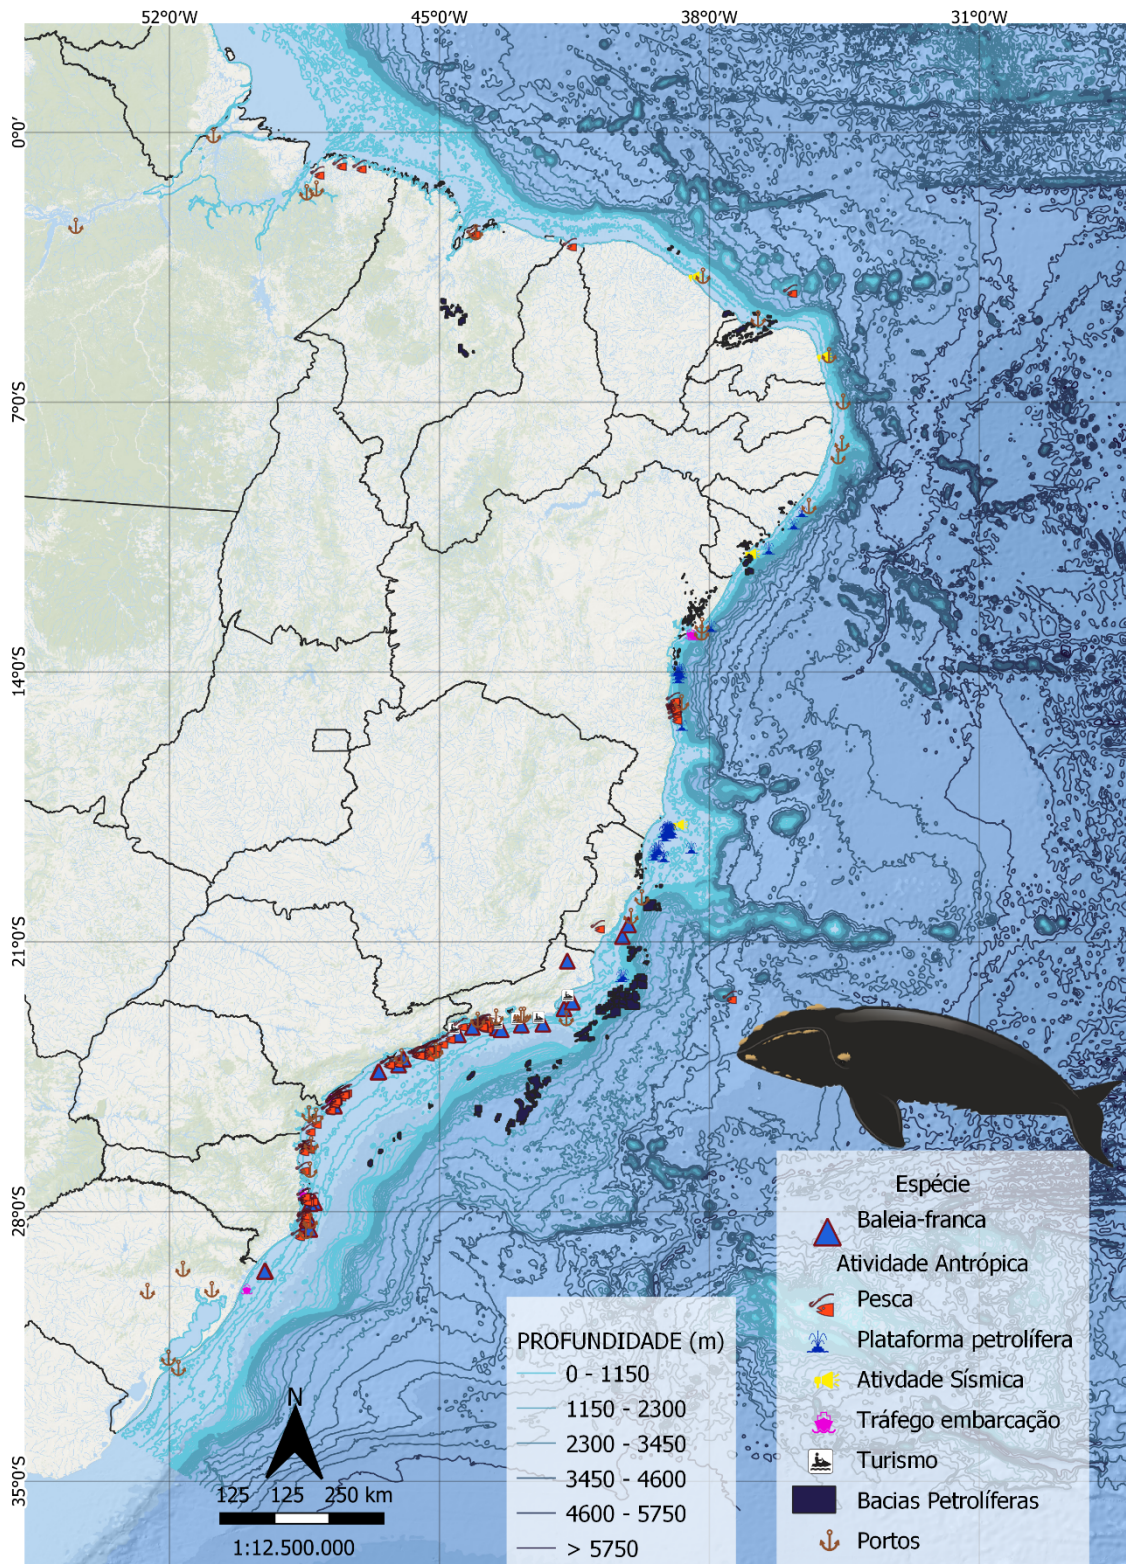 52°0'W 45°0'W 38°0'W 31°0'W
0°0'
7°0'S
14°0'S
21°0'S
28°0'S
35°0'S
Espécie
Baleia-franca
Atividade Antrópica
Pesca
Plataforma petrolífera
Ativdade Sísmica
Tráfego embarcação
Turismo
Bacias Petrolíferas
Portos
PROFUNDIDADE (m)
0 - 1150
1150 - 2300
2300 - 3450
3450 - 4600
4600 - 5750
> 5750
N
125 125 250 km
1:12.500.000